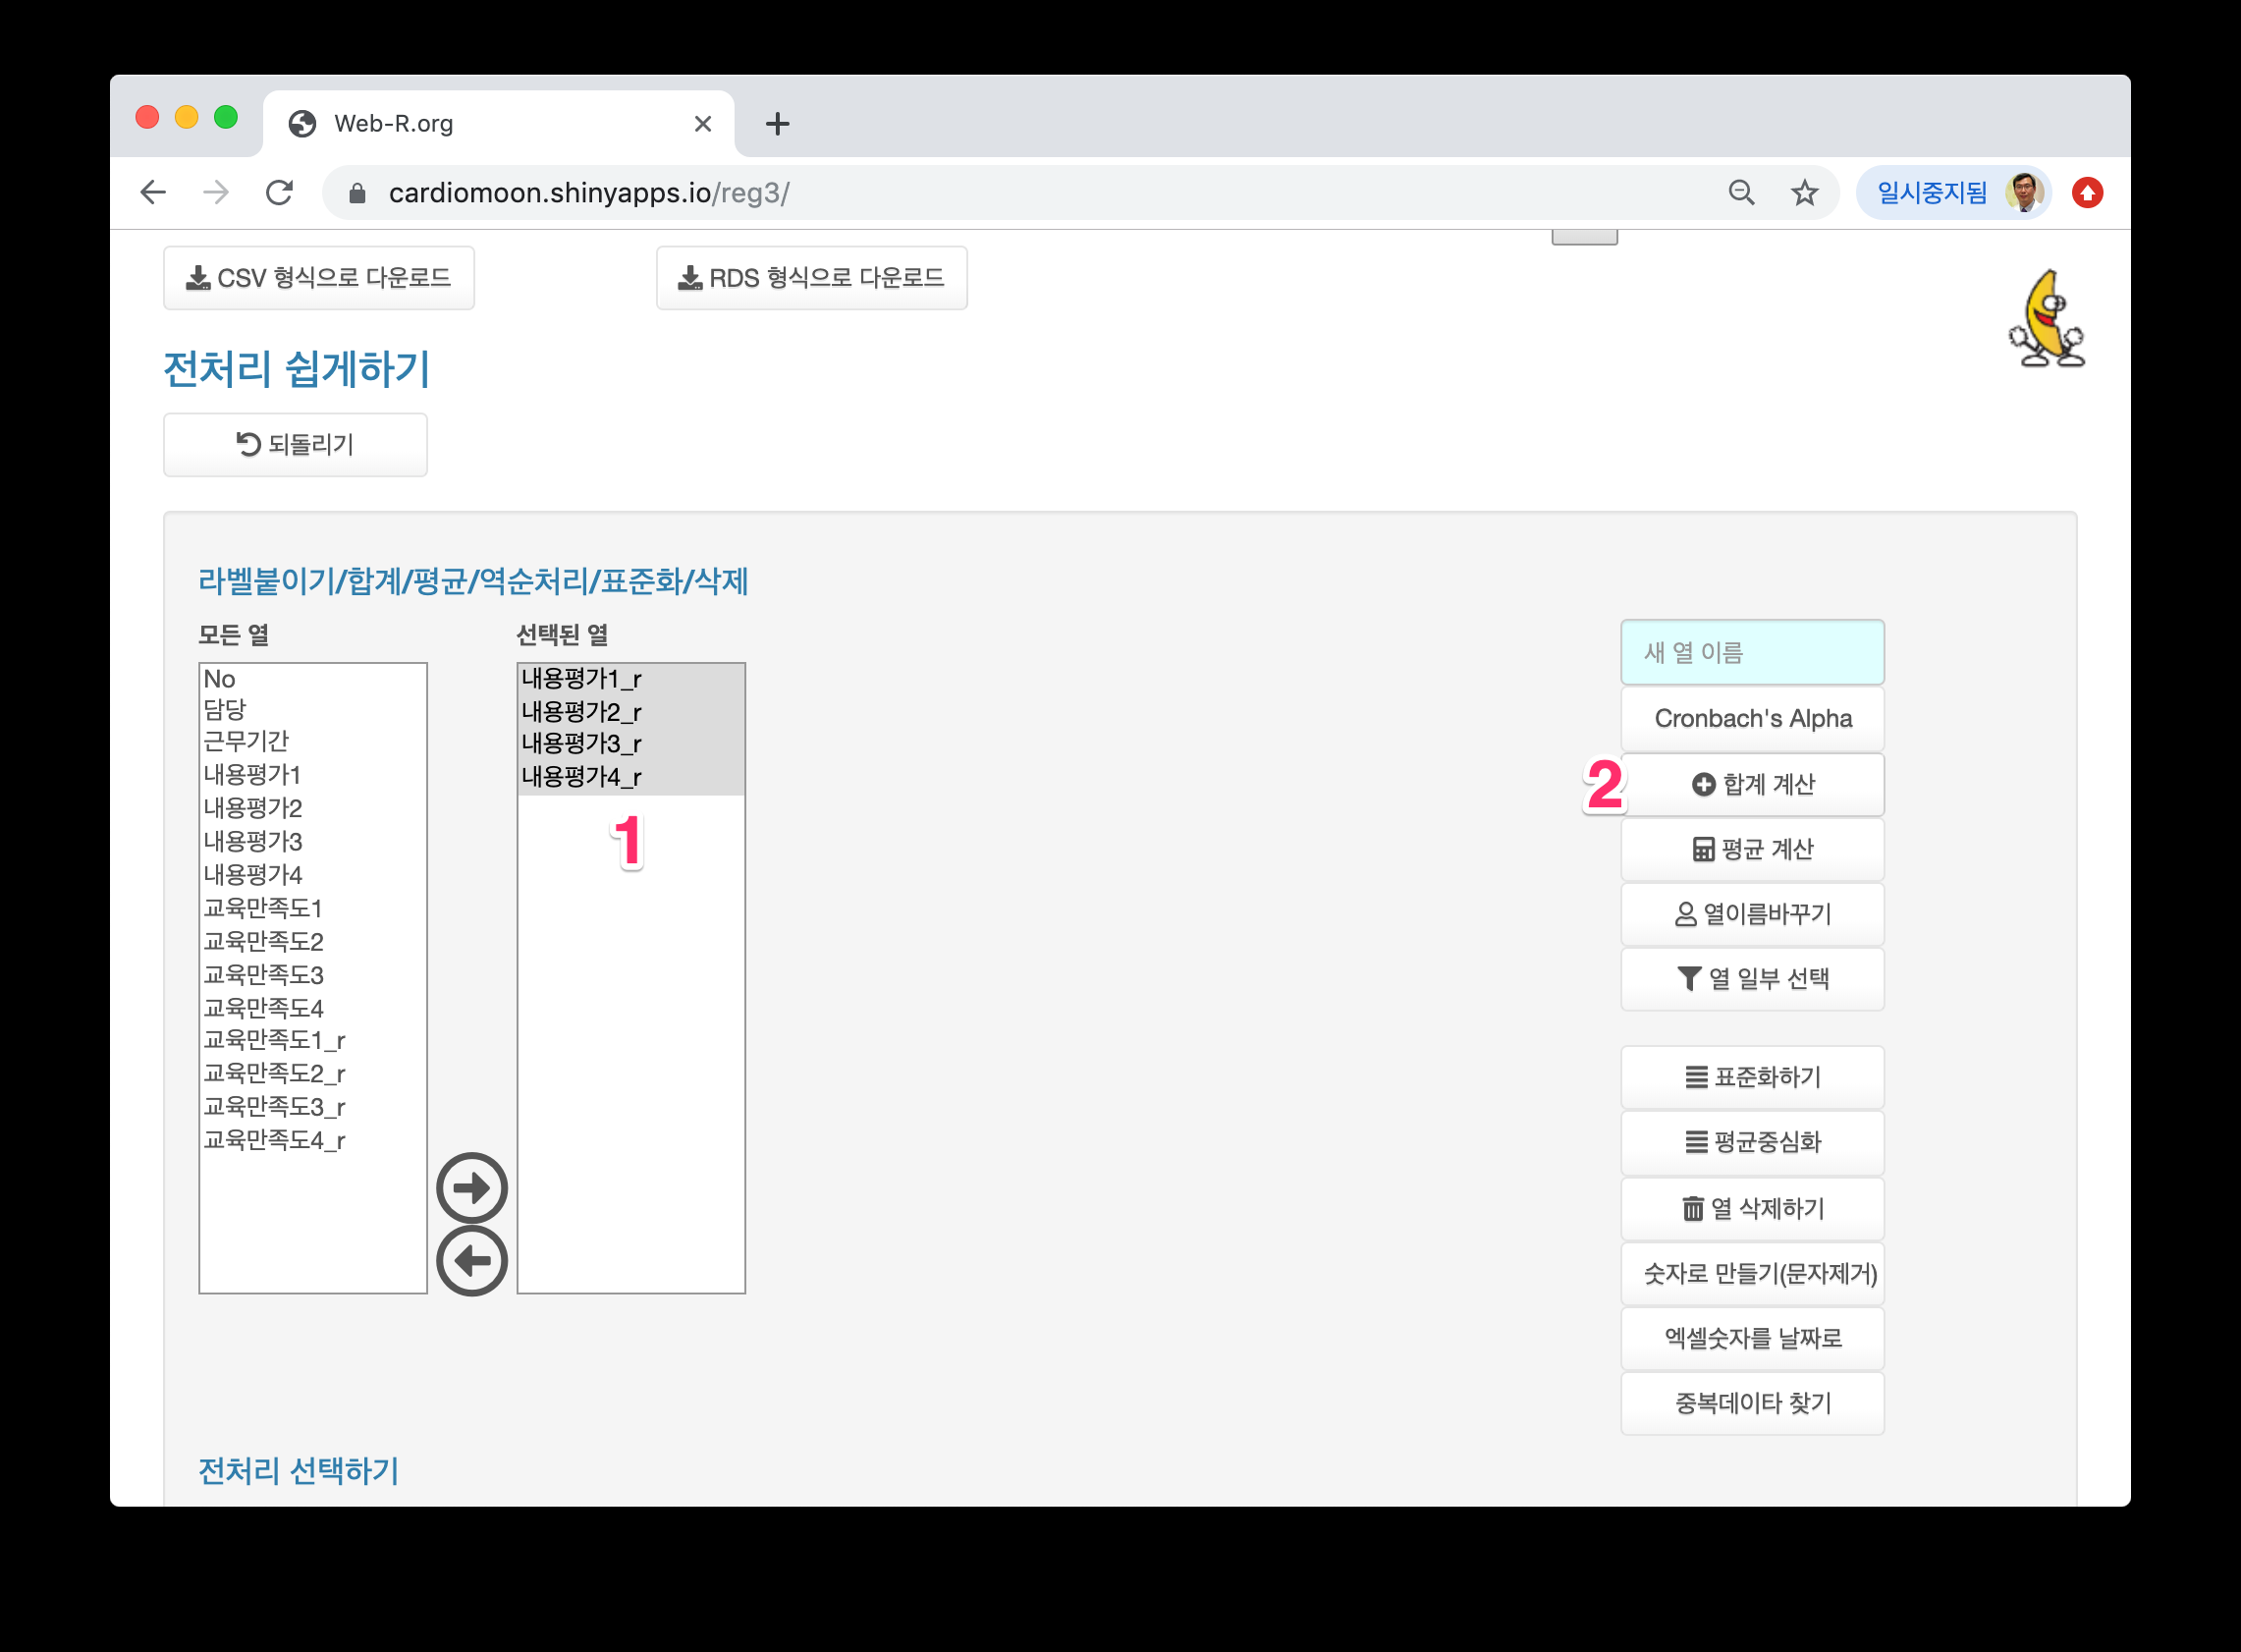 Web-R.org
cardiomoon.shinyapps.io/reg3/
일시중지됨
CSV 형식으로 다운로드
RDS 형식으로 다운로드
전처리 쉽게하기
되돌리기
라벨붙이기/합계/평균/역순처리/표준화/삭제
모든 열
No
담당
근무기간
내용평가1
내용평가2
내용평가3
내용평가4
교육만족도1
교육만족도2
교육만족도3
교육만족도4
교육만족도1_r
교육만족도2_r
교육만족도3_r
교육만족도4_r
선택된 열
내용평가1_r
내용평가2_r
내용평가3_r
내용평가4_r
1
새 열 이름
Cronbach's Alpha
2
합계 계산
평균 계산
열이름바꾸기
열 일부 선택
표준화하기
평균중심화
열 삭제하기
숫자로 만들기(문자제거)
엑셀숫자를 날짜로
중복데이타 찾기
전처리 선택하기